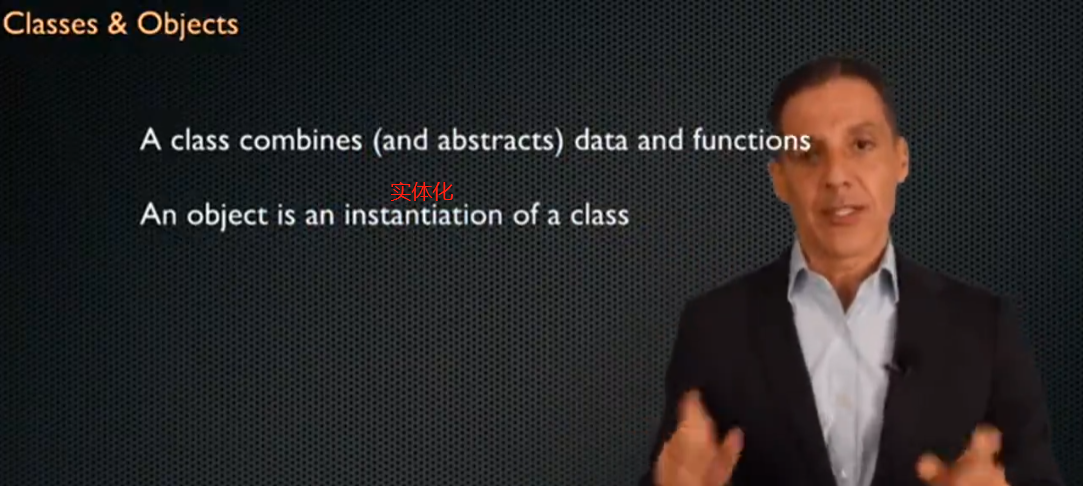 Classes & Objects
A class combines (and abstracts) data and functions
实体化
An object is an instantiation of a class